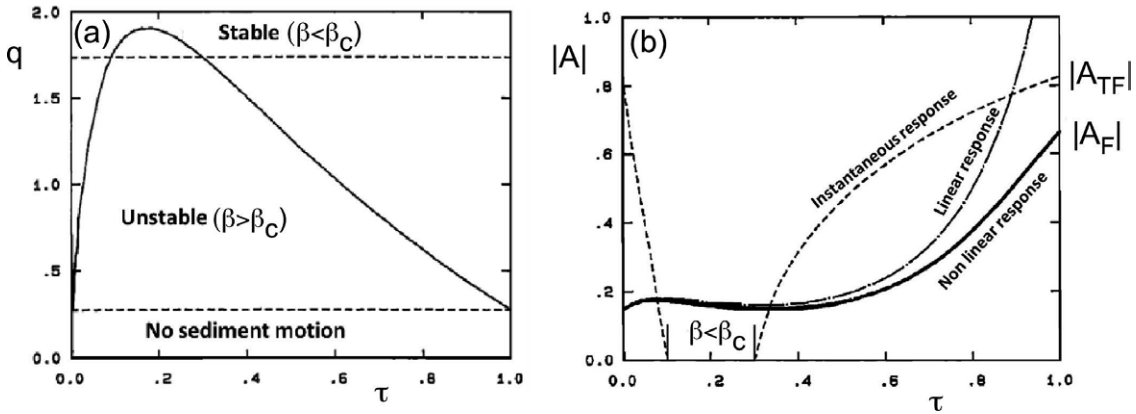 (a)
q
2.0
1.5
1.0
.5
0.0
Stable (β<βc)
Unstable (β>βc)
No sediment motion
0.0 .2 .4 .6 .8 1.0
τ
(b)
|A|
1.0
.8
.6
.4
.2
0.0
Instantaneous response
Linear response
Non linear response
β<βc
|ATF|
|AF|
0.0 .2 .4 .6 .8 1.0
τ